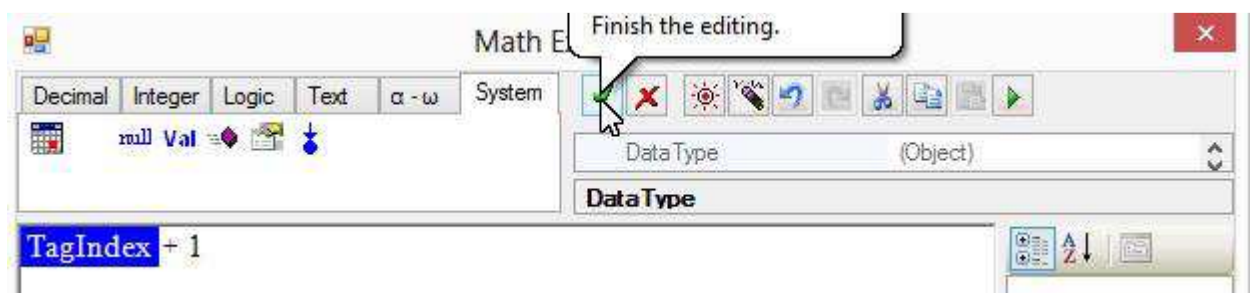 Finish the editing.
Math E
Decimal Integer Logic Text α - ω System
null Val
DataType (Object)
DataType
TagIndex + 1